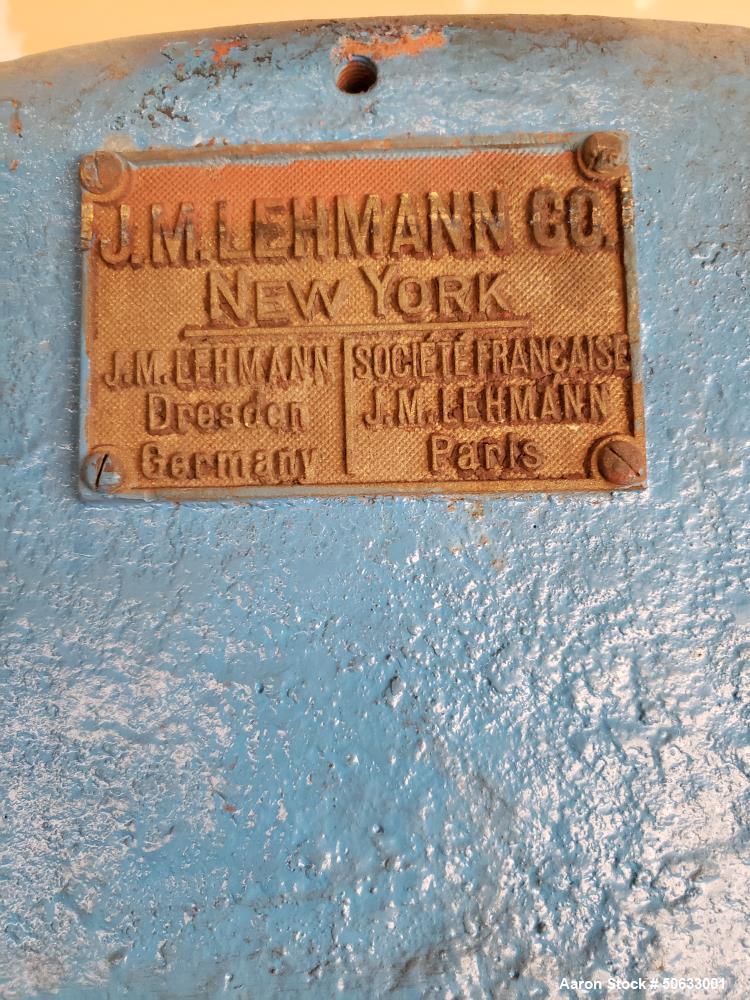 J.M. LEHMANN CO.
NEW YORK
J.M. LEHMANN
Dresden
Germany
SOCIÉTÉ FRANÇAISE
J.M. LEHMANN
Paris
Aaron Stock # 50633001